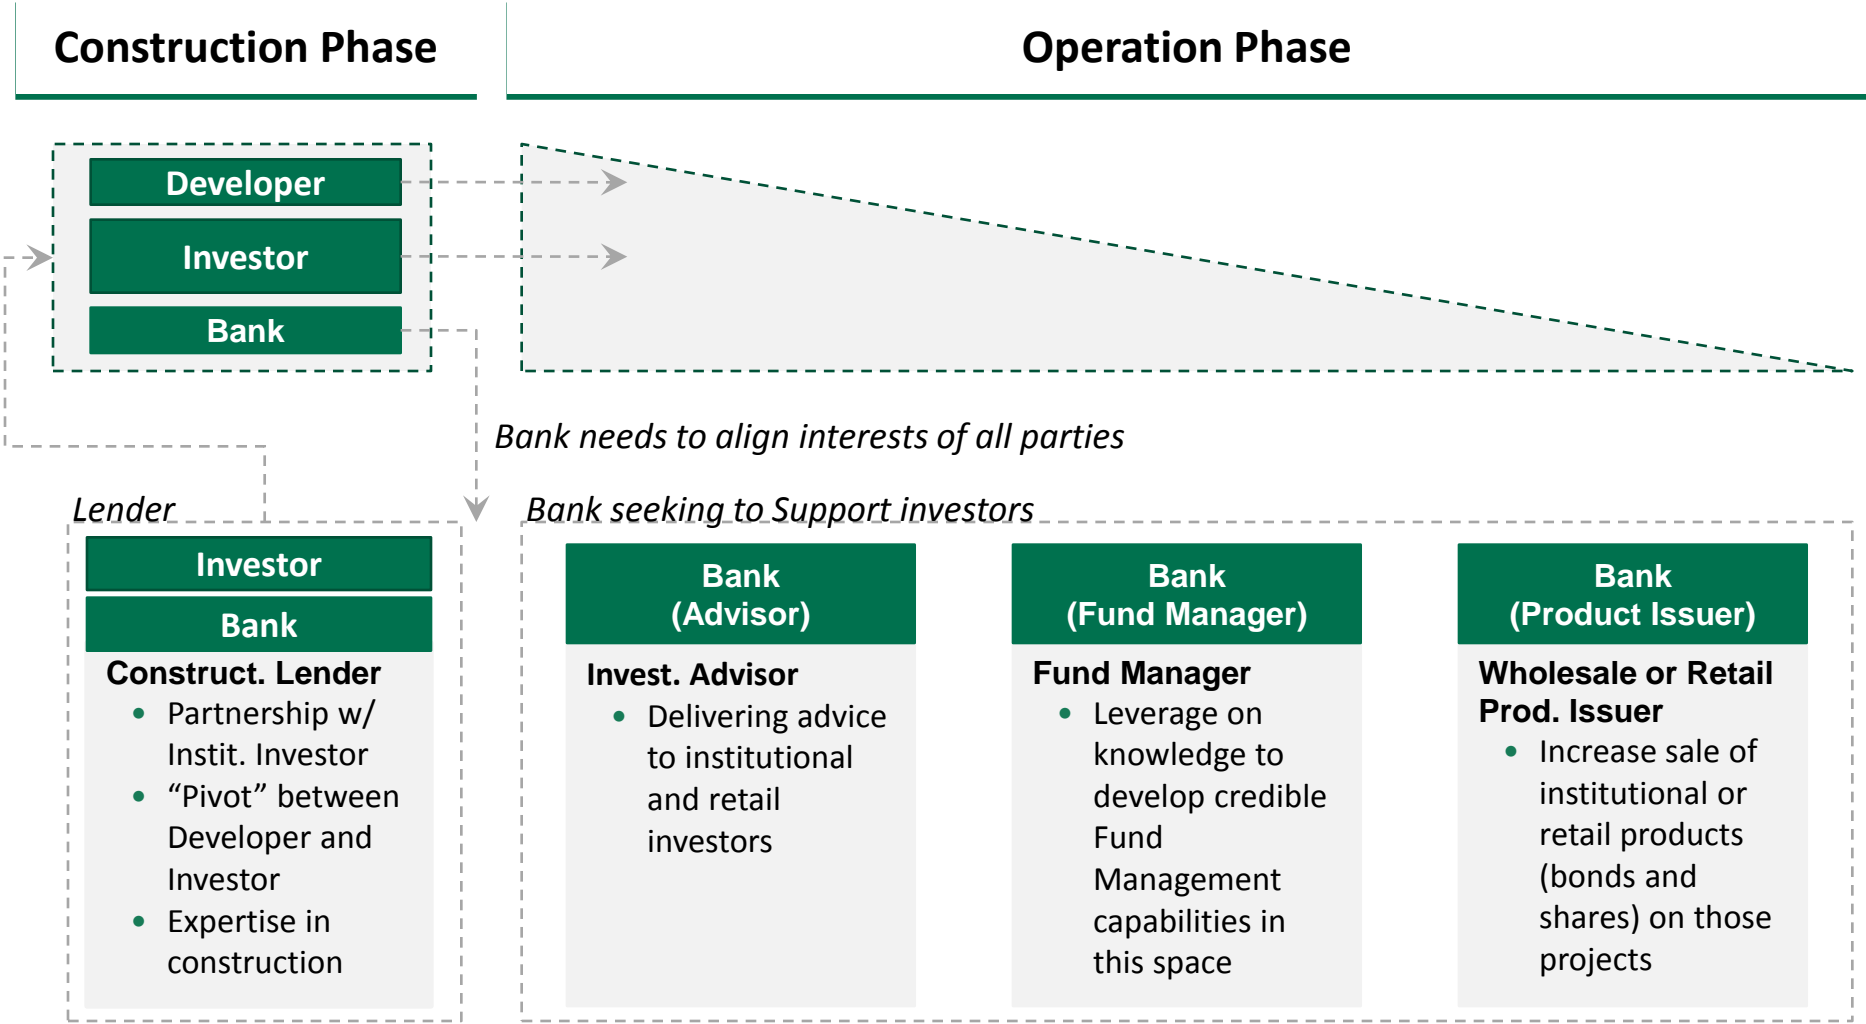 Construction Phase
Operation Phase
Developer
Investor
Bank
Bank needs to align interests of all parties
Lender
Bank seeking to Support investors
Investor
Bank
Construct. Lender
• Partnership w/
Instit. Investor
• “Pivot” between
Developer and
Investor
• Expertise in
construction
Bank
(Advisor)
Invest. Advisor
• Delivering advice
to institutional
and retail
investors
Bank
(Fund Manager)
Fund Manager
• Leverage on
knowledge to
develop credible
Fund
Management
capabilities in
this space
Bank
(Product Issuer)
Wholesale or Retail
Prod. Issuer
• Increase sale of
institutional or
retail products
(bonds and
shares) on those
projects